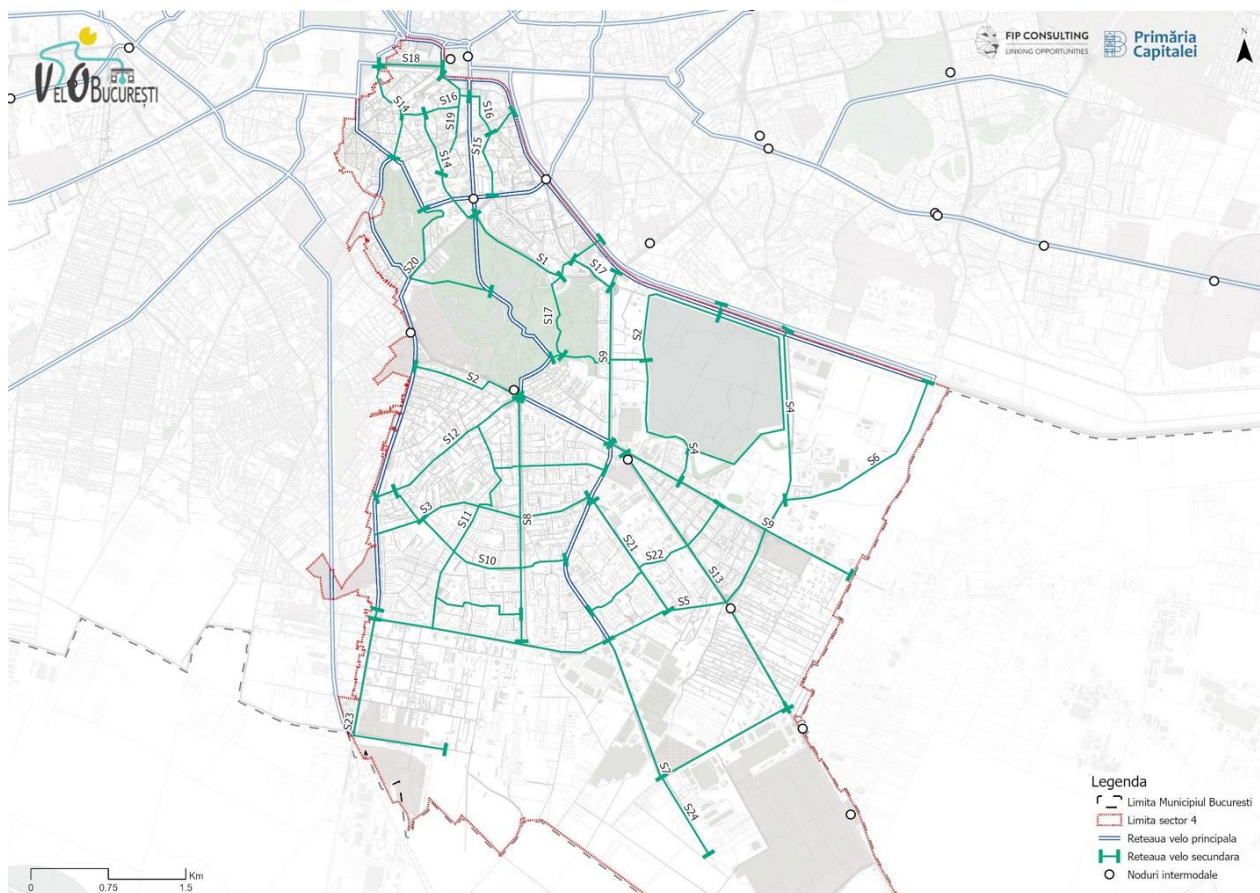 VELO BUCUREȘTI
FIP CONSULTING
LINKING OPPORTUNITIES
Primăria
Capitalei
N
S18
S14
S16
S16
S19
S15
S14
S1
S17
S20
S17
S2
S9
S2
S4
S12
S4
S6
S3
S11
S8
S9
S10
S21
S22
S13
S5
S23
S7
S24
Legenda
Limita Municipiul Bucuresti
Limita sector 4
Reteaua velo principala
Reteaua velo secundara
Noduri intermodale
Km
0 0.75 1.5